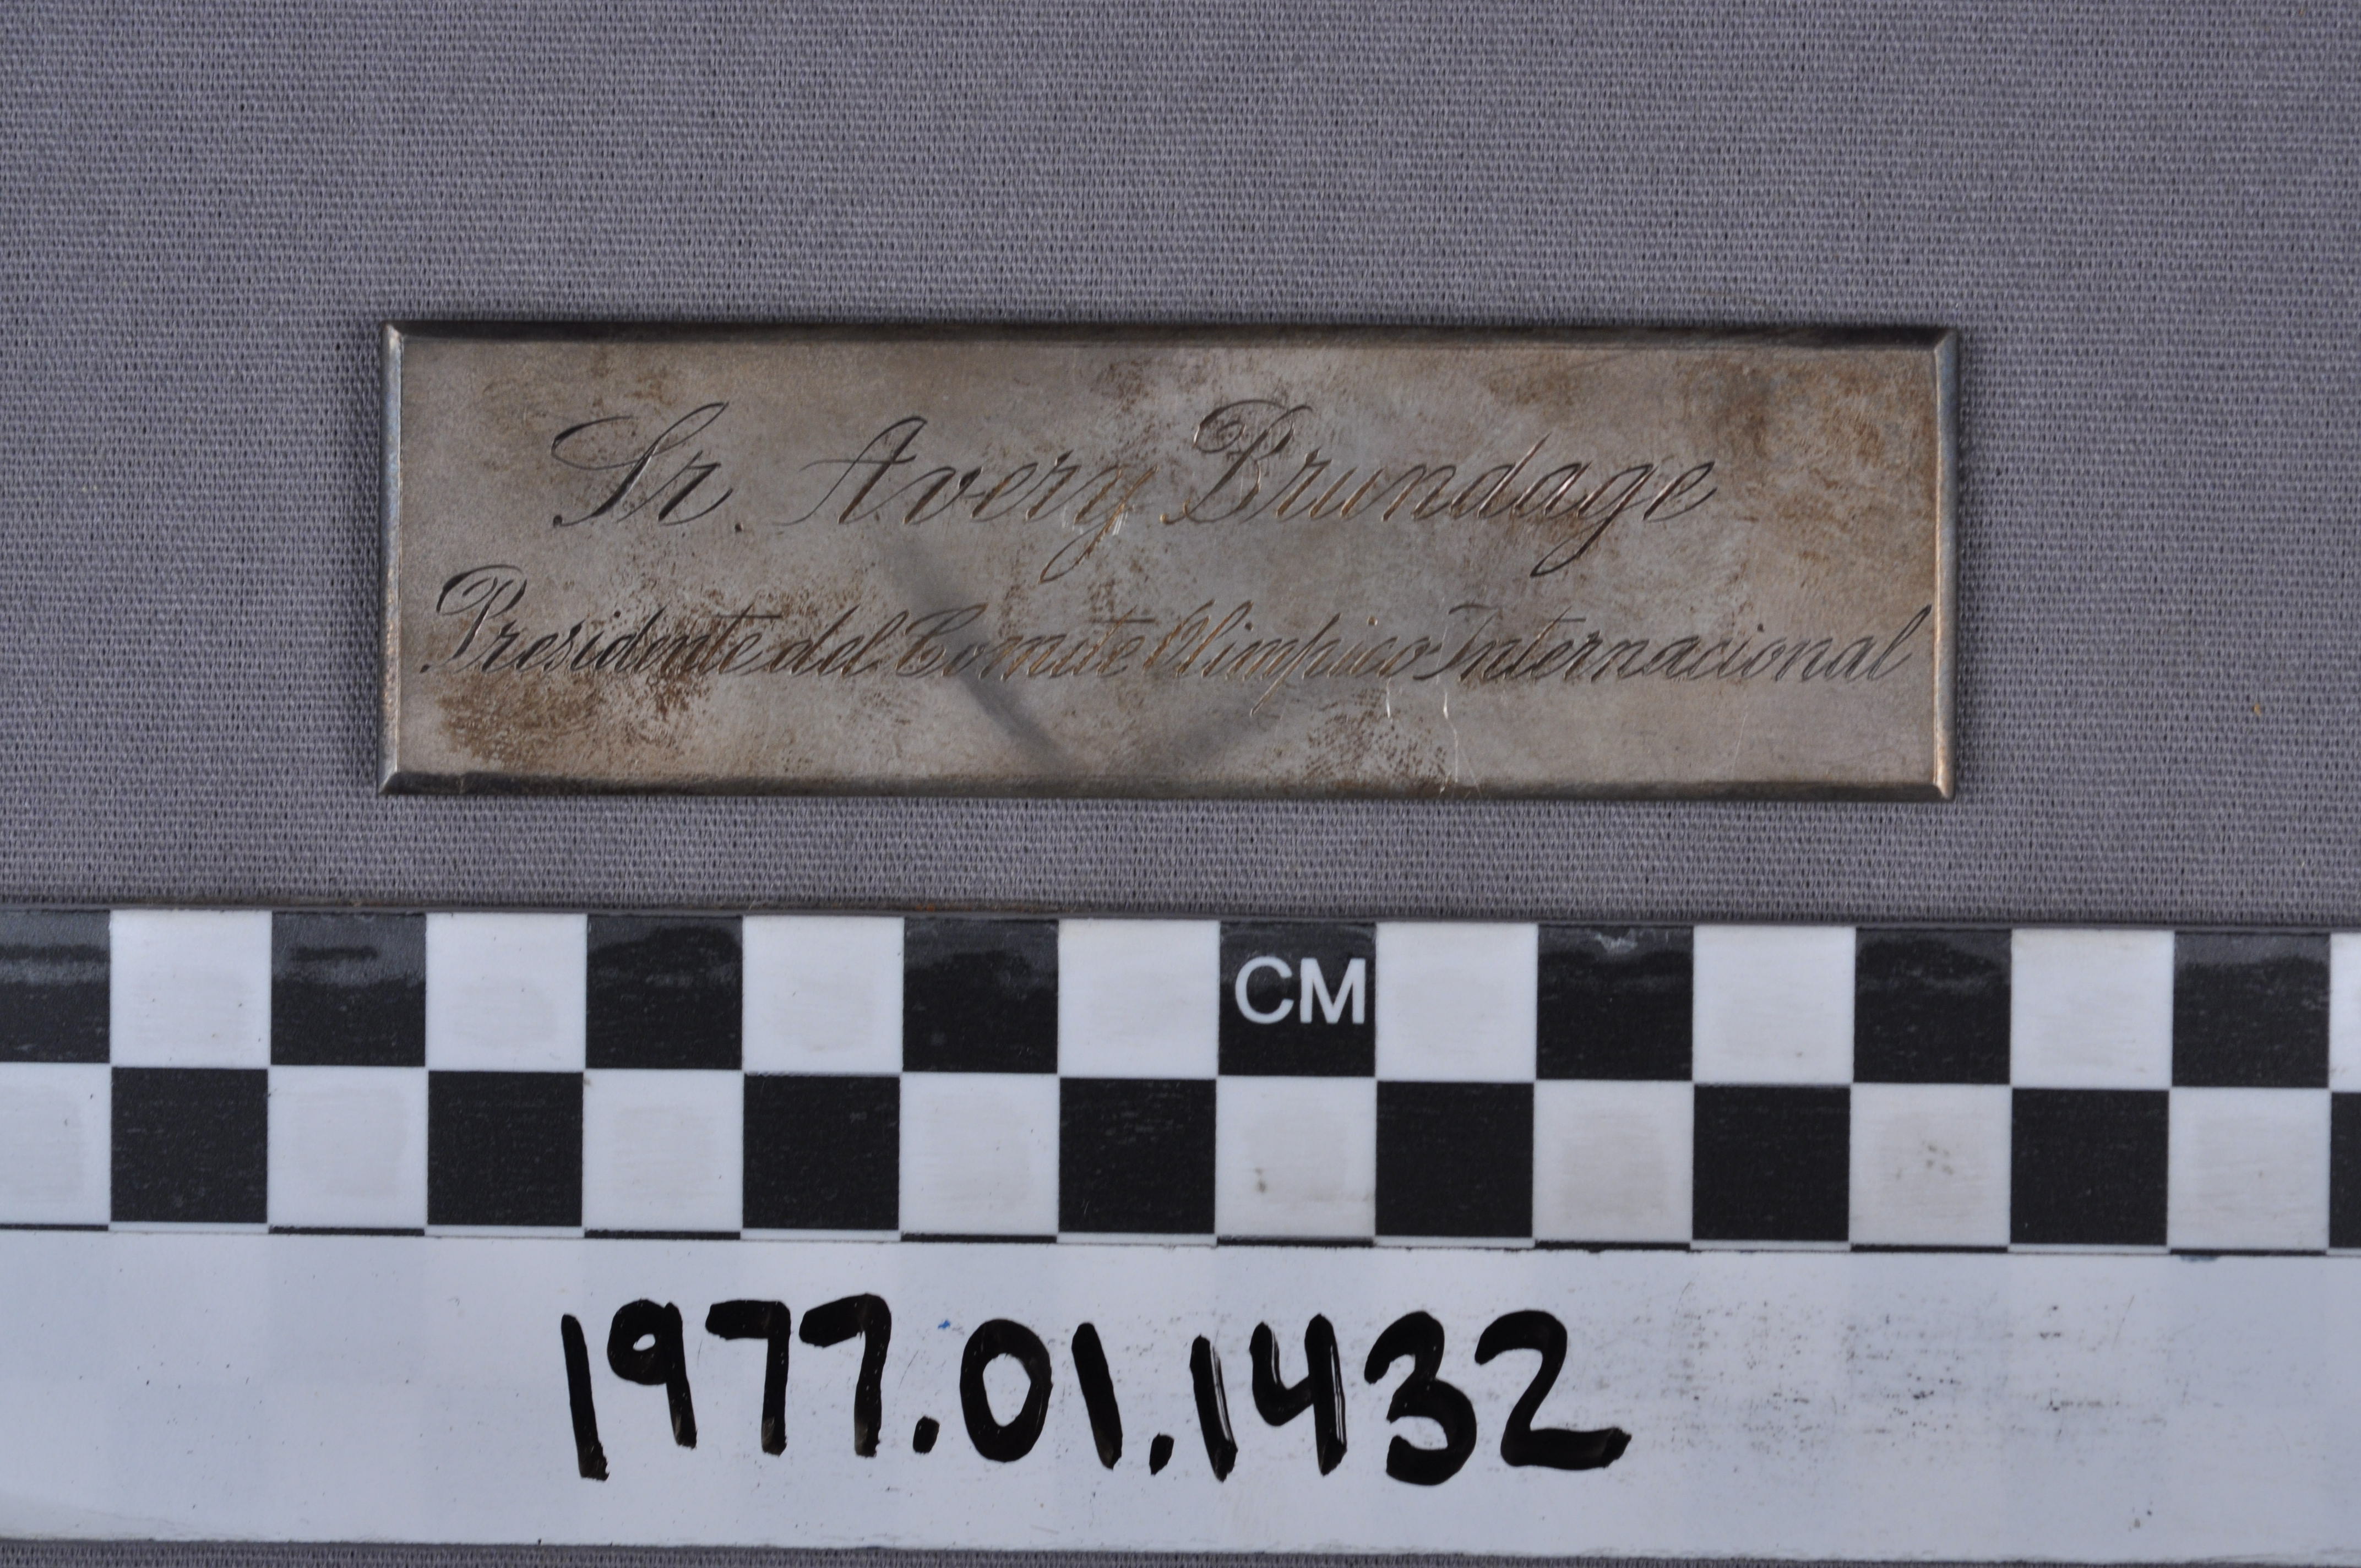 Sr. Avery Brundage
Presidente del Comite Olimpico Internacional
CM
1977.01.1432